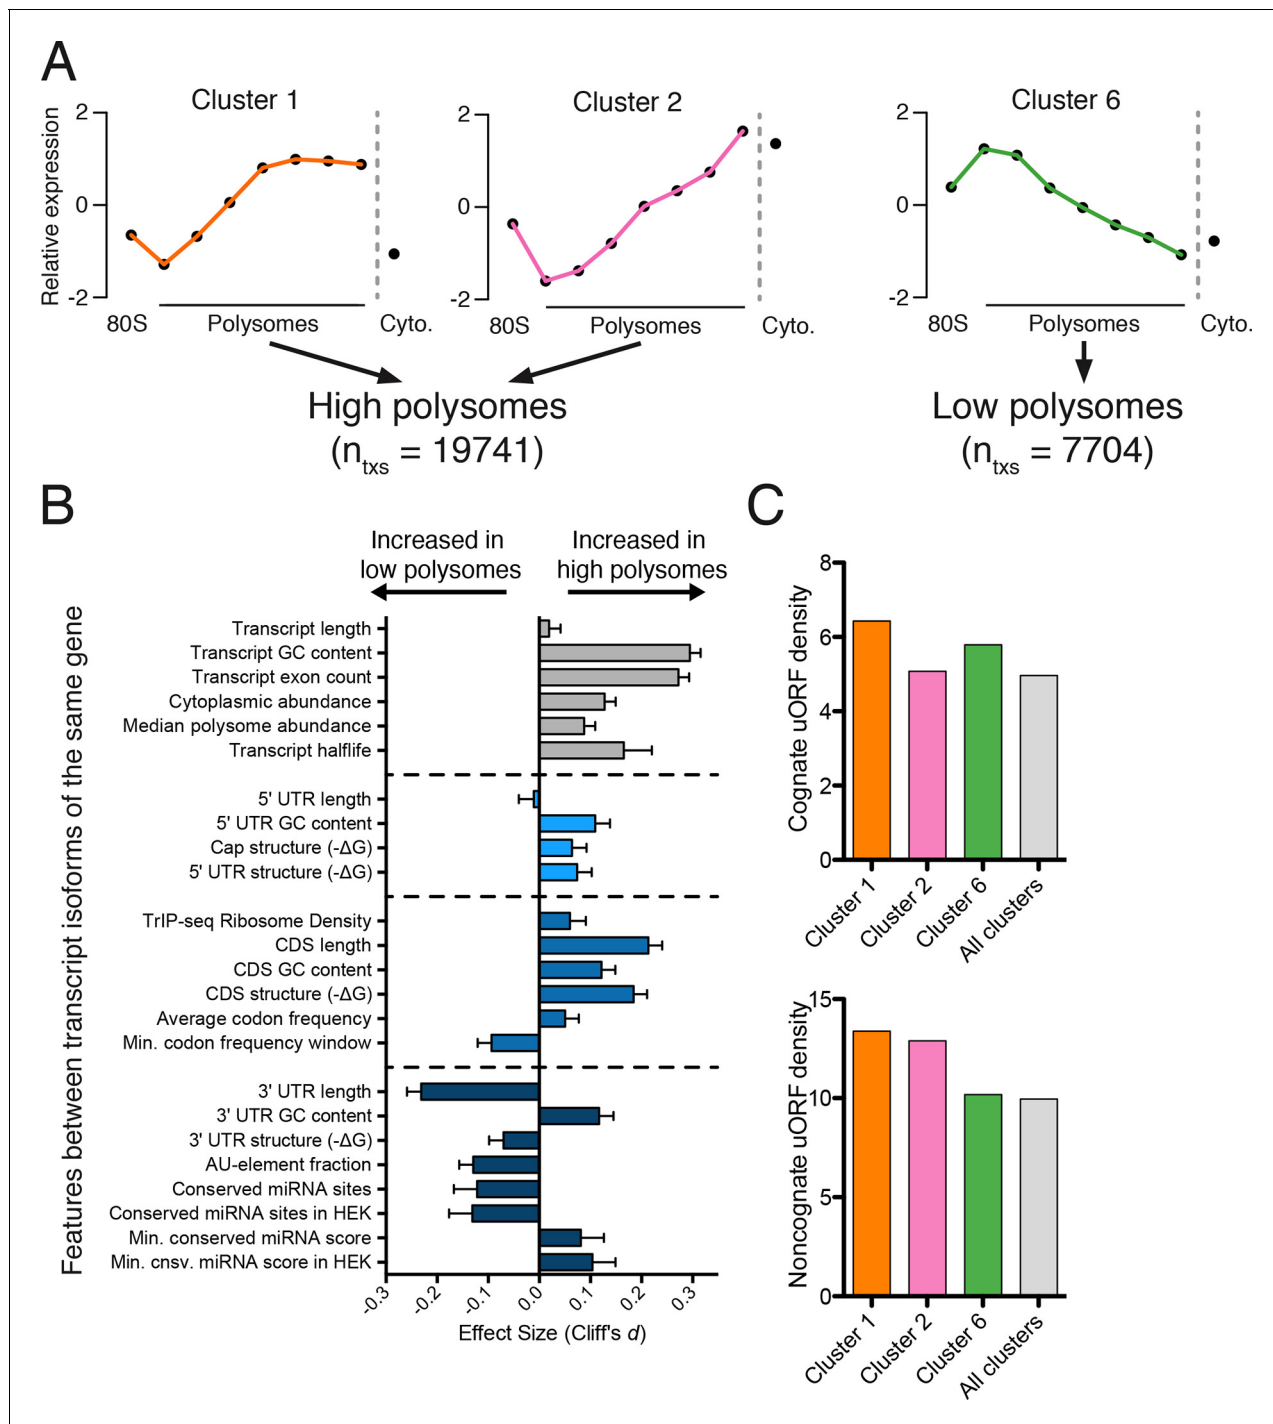 A
Cluster 1
Cluster 2
Cluster 6
Relative expression
2
0
-2
2
0
-2
2
0
-2
80S
Polysomes
Cyto.
80S
Polysomes
Cyto.
80S
Polysomes
Cyto.
High polysomes
(ntxs = 19741)
Low polysomes
(ntxs = 7704)
B
Increased in
low polysomes
Increased in
high polysomes
Features between transcript isoforms of the same gene
Transcript length
Transcript GC content
Transcript exon count
Cytoplasmic abundance
Median polysome abundance
Transcript halflife
5' UTR length
5' UTR GC content
Cap structure (-ΔG)
5' UTR structure (-ΔG)
TrIP-seq Ribosome Density
CDS length
CDS GC content
CDS structure (-ΔG)
Average codon frequency
Min. codon frequency window
3' UTR length
3' UTR GC content
3' UTR structure (-ΔG)
AU-element fraction
Conserved miRNA sites
Conserved miRNA sites in HEK
Min. conserved miRNA score
Min. cnsv. miRNA score in HEK
-0.3
-0.2
-0.1
0.0
0.1
0.2
0.3
Effect Size (Cliff's d)
C
Cognate uORF density
8
6
4
2
0
Cluster 1
Cluster 2
Cluster 6
All clusters
Noncognate uORF density
15
10
5
0
Cluster 1
Cluster 2
Cluster 6
All clusters